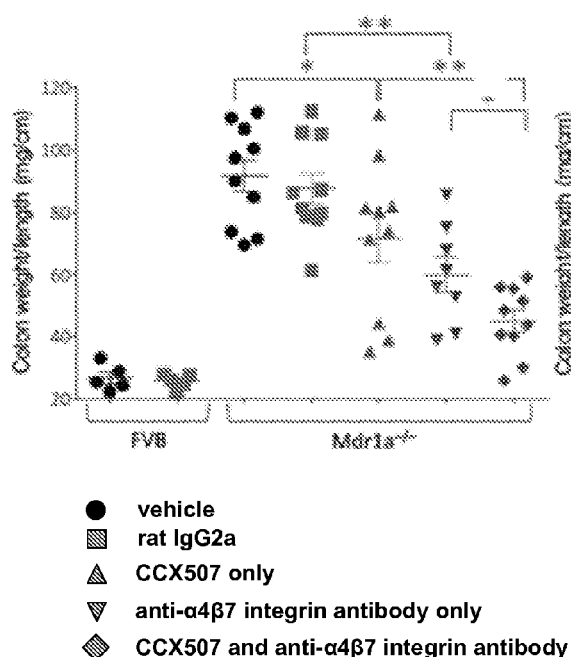 ** 
* **
*
120
100
80
60
40
20
Colon weight/length (mg/cm)
Colon weight/length (mg/cm)
FVB Mdr1a-/-
vehicle
rat IgG2a
CCX507 only
anti-α4β7 integrin antibody only
CCX507 and anti-α4β7 integrin antibody